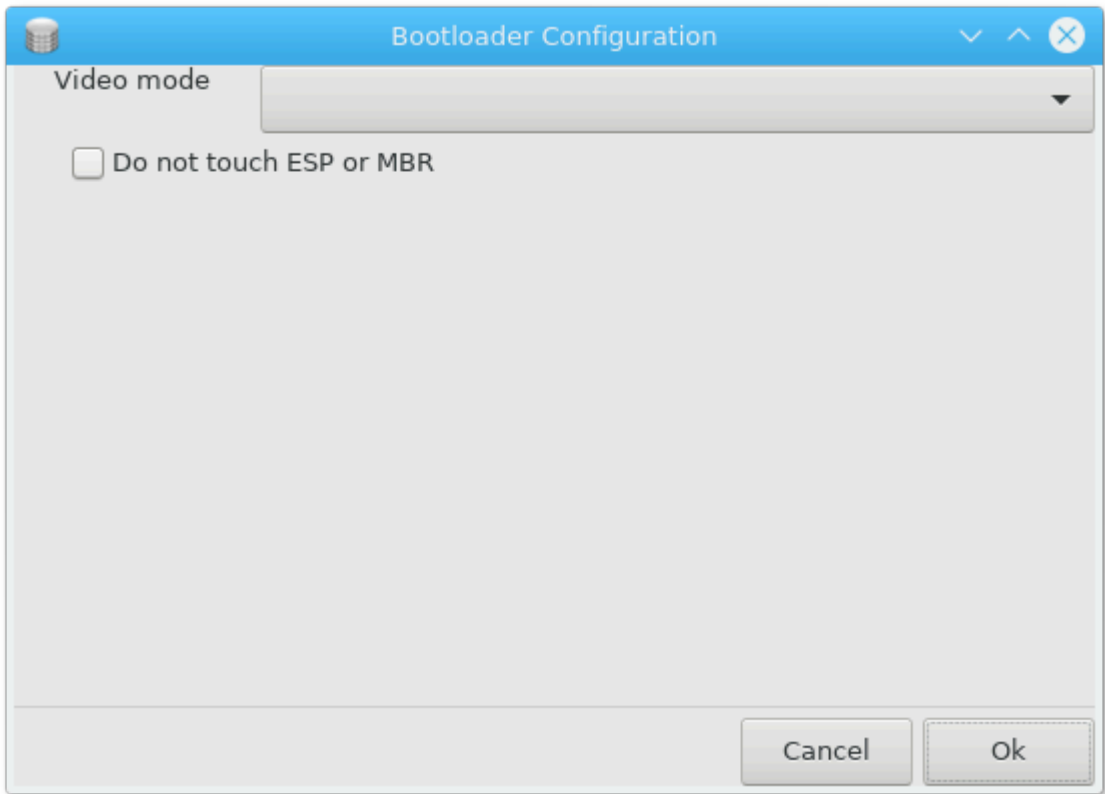 Bootloader Configuration
Video mode
Do not touch ESP or MBR
Cancel
Ok